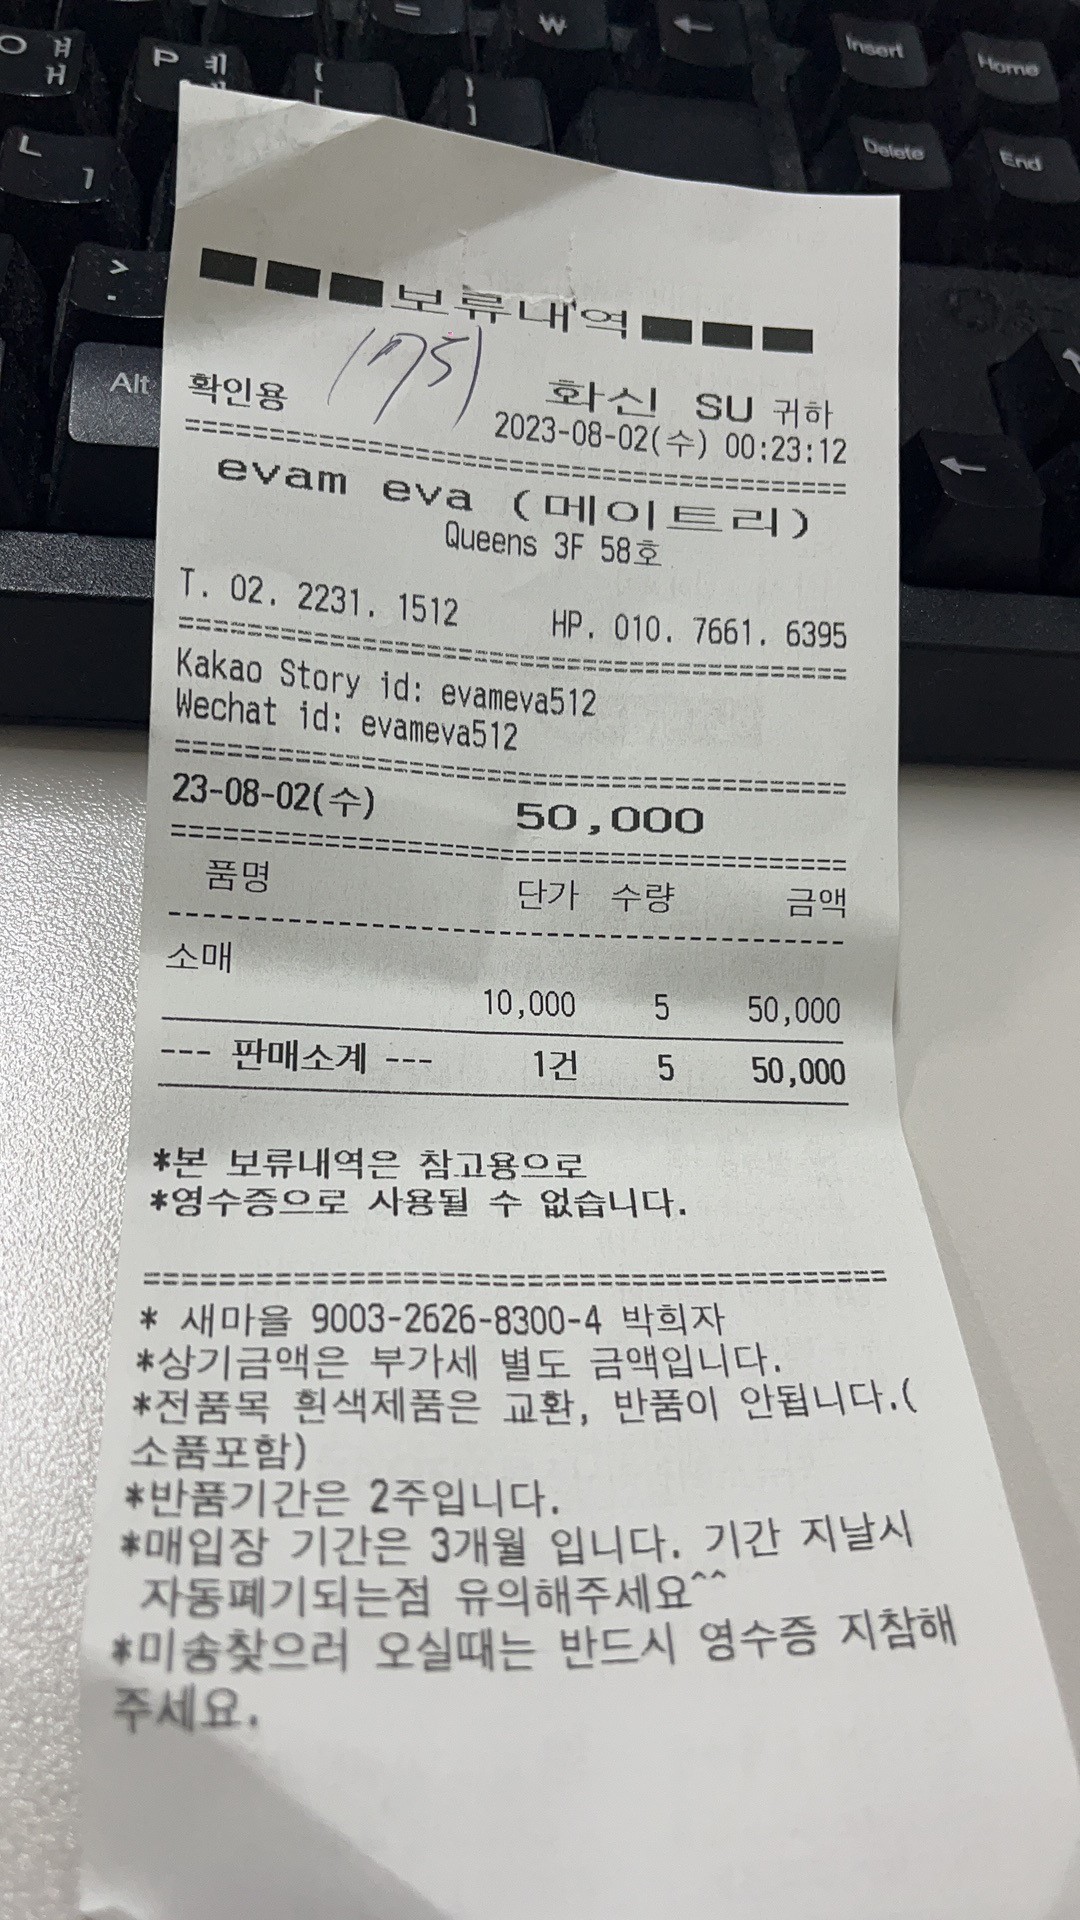 ■■■보류내역■■■
확인용 화신 SU 귀하
2023-08-02(수) 00:23:12
================================
evam eva (메이트리)
Queens 3F 58호
T. 02. 2231. 1512 HP. 010. 7661. 6395
Kakao Story id: evameva512
Wechat id: evameva512
23-08-02(수) 50,000
품명 단가 수량 금액
소매
10,000 5 50,000
--- 판매소계 --- 1건 5 50,000
*본 보류내역은 참고용으로
*영수증으로 사용될 수 없습니다.
* 새마을 9003-2626-8300-4 박희자
*상기금액은 부가세 별도 금액입니다.
*전품목 흰색제품은 교환, 반품이 안됩니다.(
소품포함)
*반품기간은 2주입니다.
*매입장 기간은 3개월 입니다. 기간 지날시
자동폐기되는점 유의해주세요^^
*미송찾으러 오실때는 반드시 영수증 지참해
주세요.
Insert
Home
Delete
End
Alt